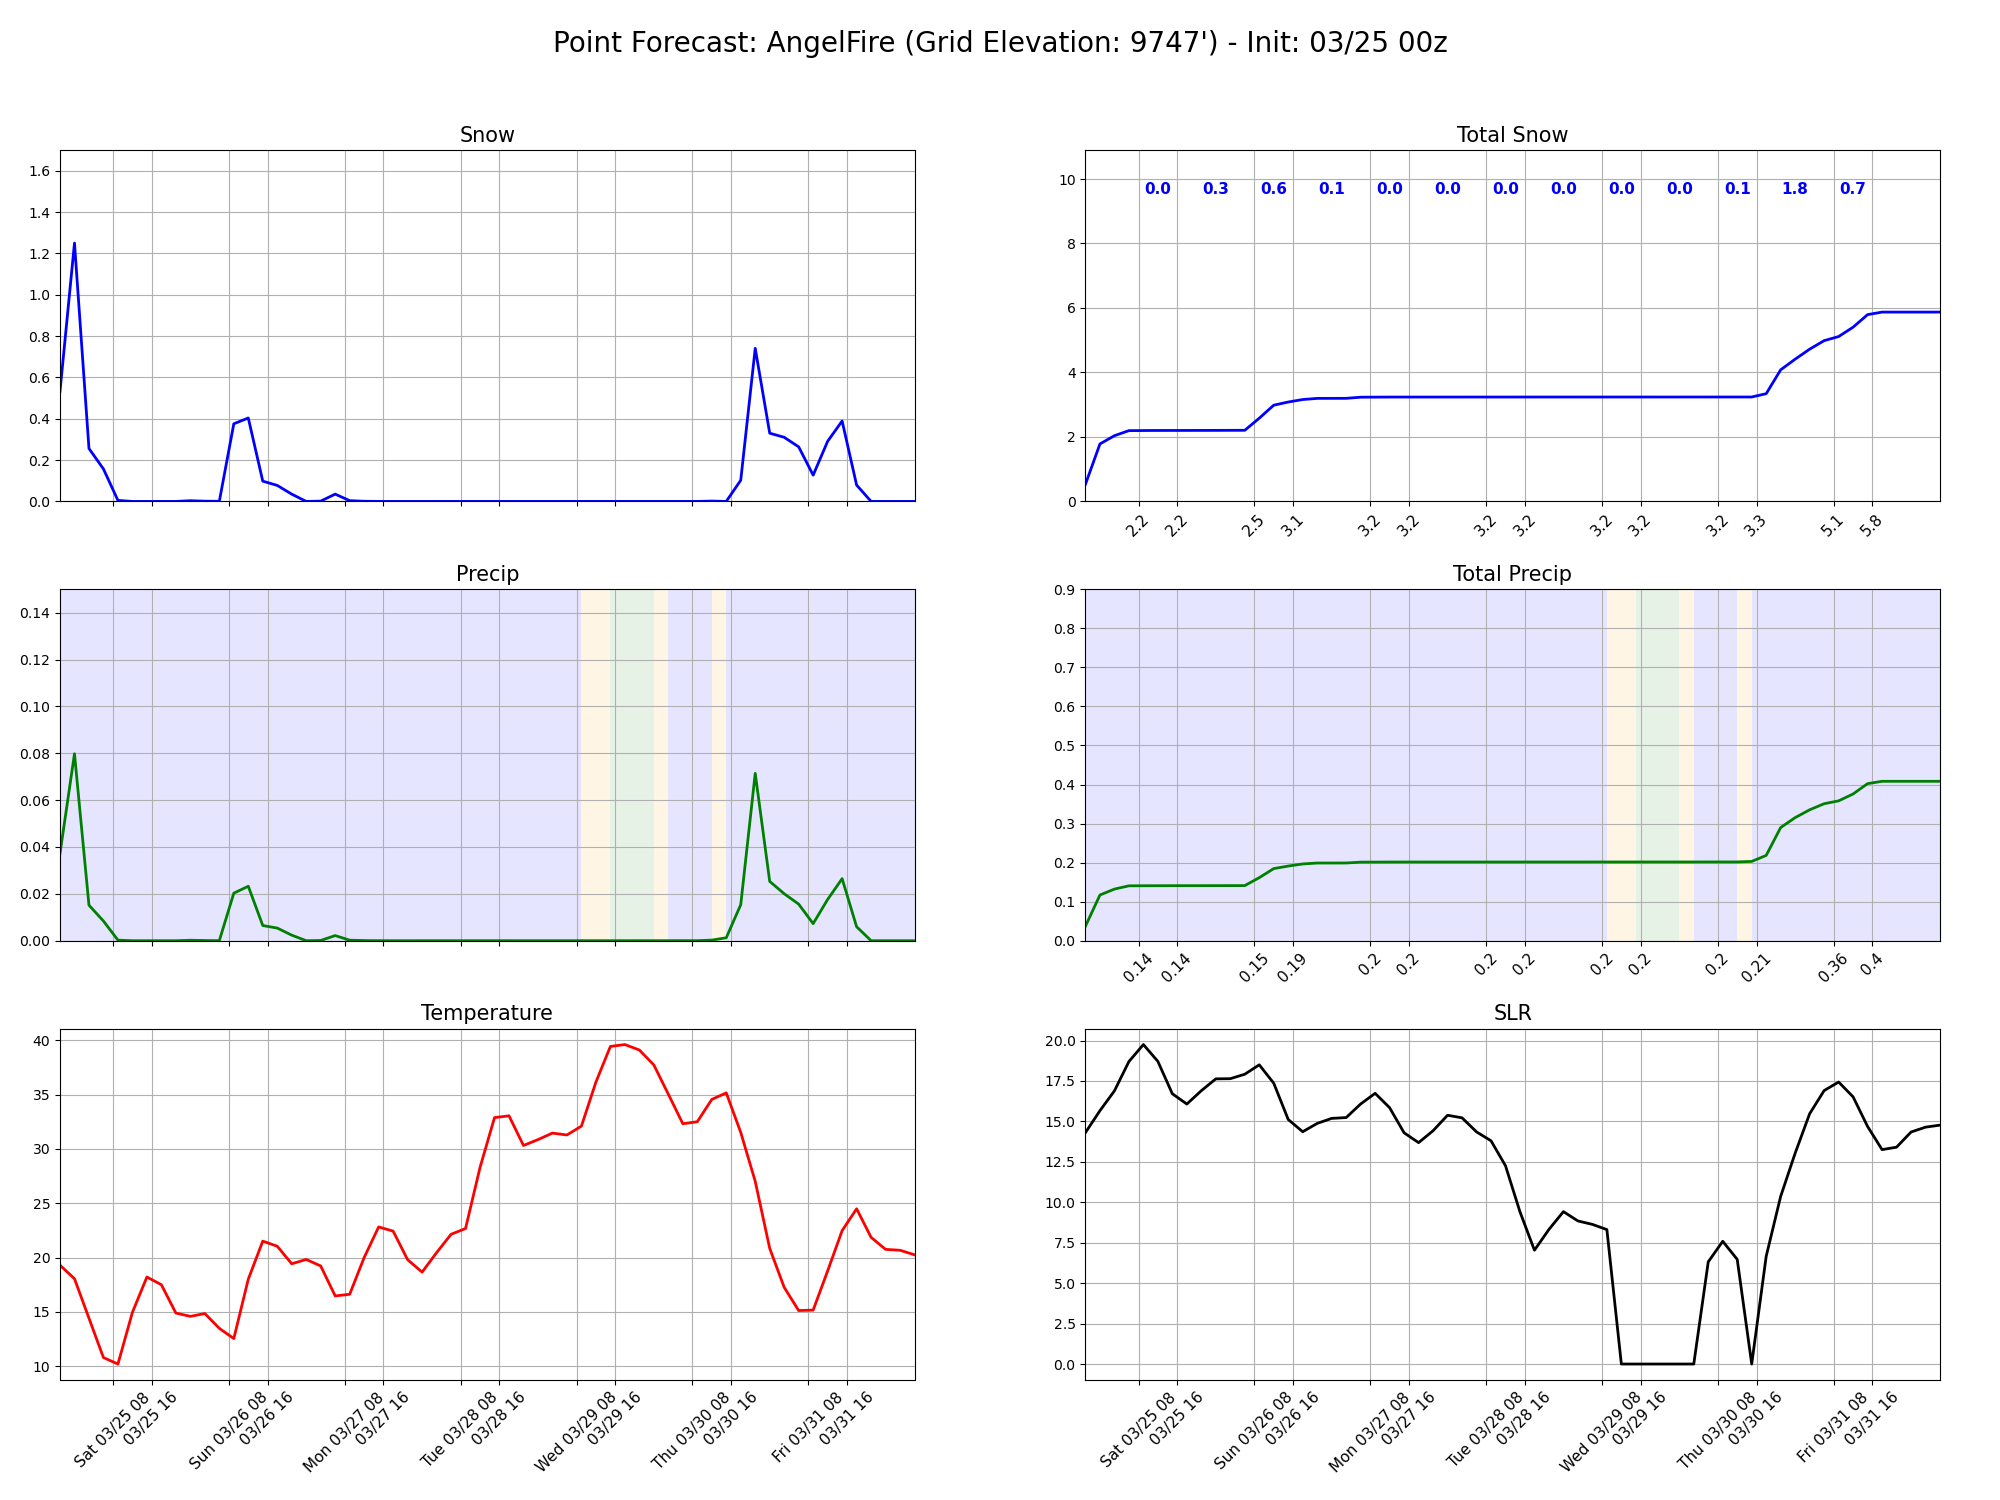 Point Forecast: AngelFire (Grid Elevation: 9747') - Init: 03/25 00z
Snow
1.6
1.4
1.2
1.0
0.8
0.6
0.4
0.2
0.0
Total Snow
10
8
6
4
2
0
0.0 0.3 0.6 0.1 0.0 0.0 0.0 0.0 0.0 0.0 0.1 1.8 0.7
2.2 2.2 2.5 3.1 3.2 3.2 3.2 3.2 3.2 3.2 3.2 3.3 5.1 5.8
Precip
0.14
0.12
0.10
0.08
0.06
0.04
0.02
0.00
Total Precip
0.9
0.8
0.7
0.6
0.5
0.4
0.3
0.2
0.1
0.0
0.14 0.14 0.15 0.19 0.2 0.2 0.2 0.2 0.2 0.2 0.2 0.21 0.36 0.4
Temperature
40
35
30
25
20
15
10
Sat 03/25 08
03/25 16
Sun 03/26 08
03/26 16
Mon 03/27 08
03/27 16
Tue 03/28 08
03/28 16
Wed 03/29 08
03/29 16
Thu 03/30 08
03/30 16
Fri 03/31 08
03/31 16
SLR
20.0
17.5
15.0
12.5
10.0
7.5
5.0
2.5
0.0
Sat 03/25 08
03/25 16
Sun 03/26 08
03/26 16
Mon 03/27 08
03/27 16
Tue 03/28 08
03/28 16
Wed 03/29 08
03/29 16
Thu 03/30 08
03/30 16
Fri 03/31 08
03/31 16